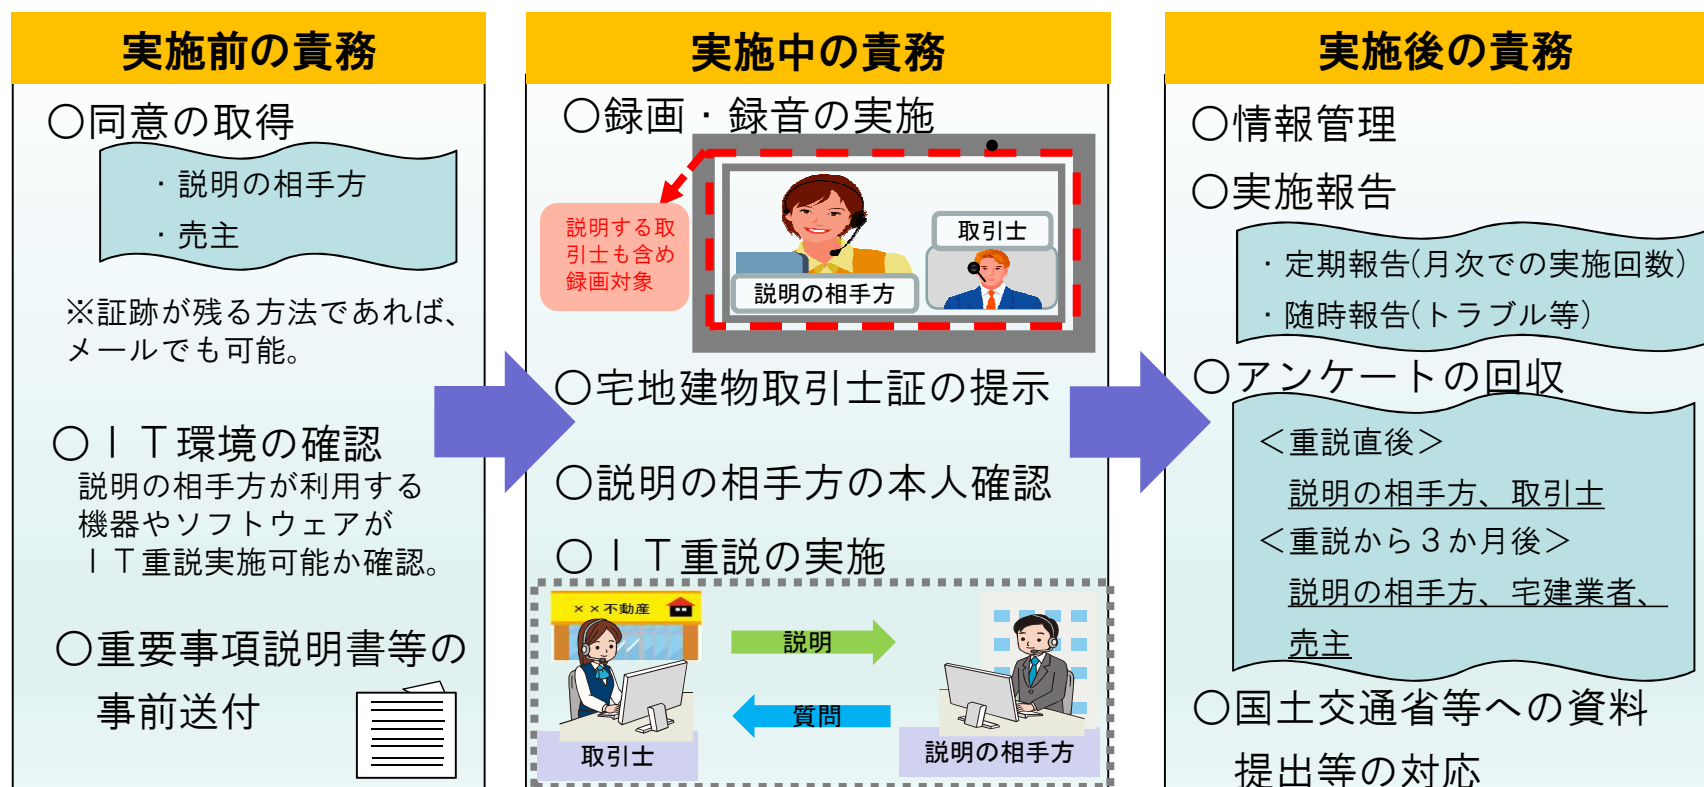 実施前の責務
〇同意の取得
・説明の相手方
・売主
※証跡が残る方法であれば、
メールでも可能。
〇ＩＴ環境の確認
説明の相手方が利用する
機器やソフトウェアが
ＩＴ重説実施可能か確認。
〇重要事項説明書等の
事前送付
実施中の責務
〇録画・録音の実施
説明する取
引士も含め
録画対象
取引士
説明の相手方
〇宅地建物取引士証の提示
〇説明の相手方の本人確認
〇ＩＴ重説の実施
××不動産
説明
質問
取引士
説明の相手方
実施後の責務
〇情報管理
〇実施報告
・定期報告(月次での実施回数)
・随時報告(トラブル等)
〇アンケートの回収
＜重説直後＞
説明の相手方、取引士
＜重説から３か月後＞
説明の相手方、宅建業者、
売主
〇国土交通省等への資料
提出等の対応